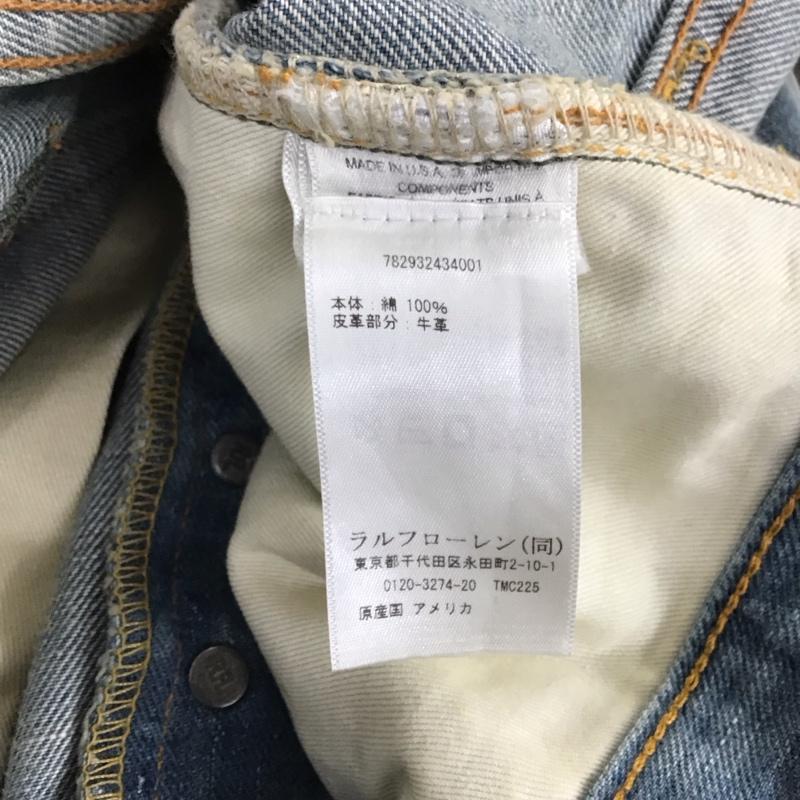 MADE IN U.S.A.
COMPONENTS
782932434001
本体 : 綿 100%
皮革部分 : 牛革
ラルフローレン(同)
東京都千代田区永田町2-10-1
0120-3274-20 TMC225
原産国 アメリカ